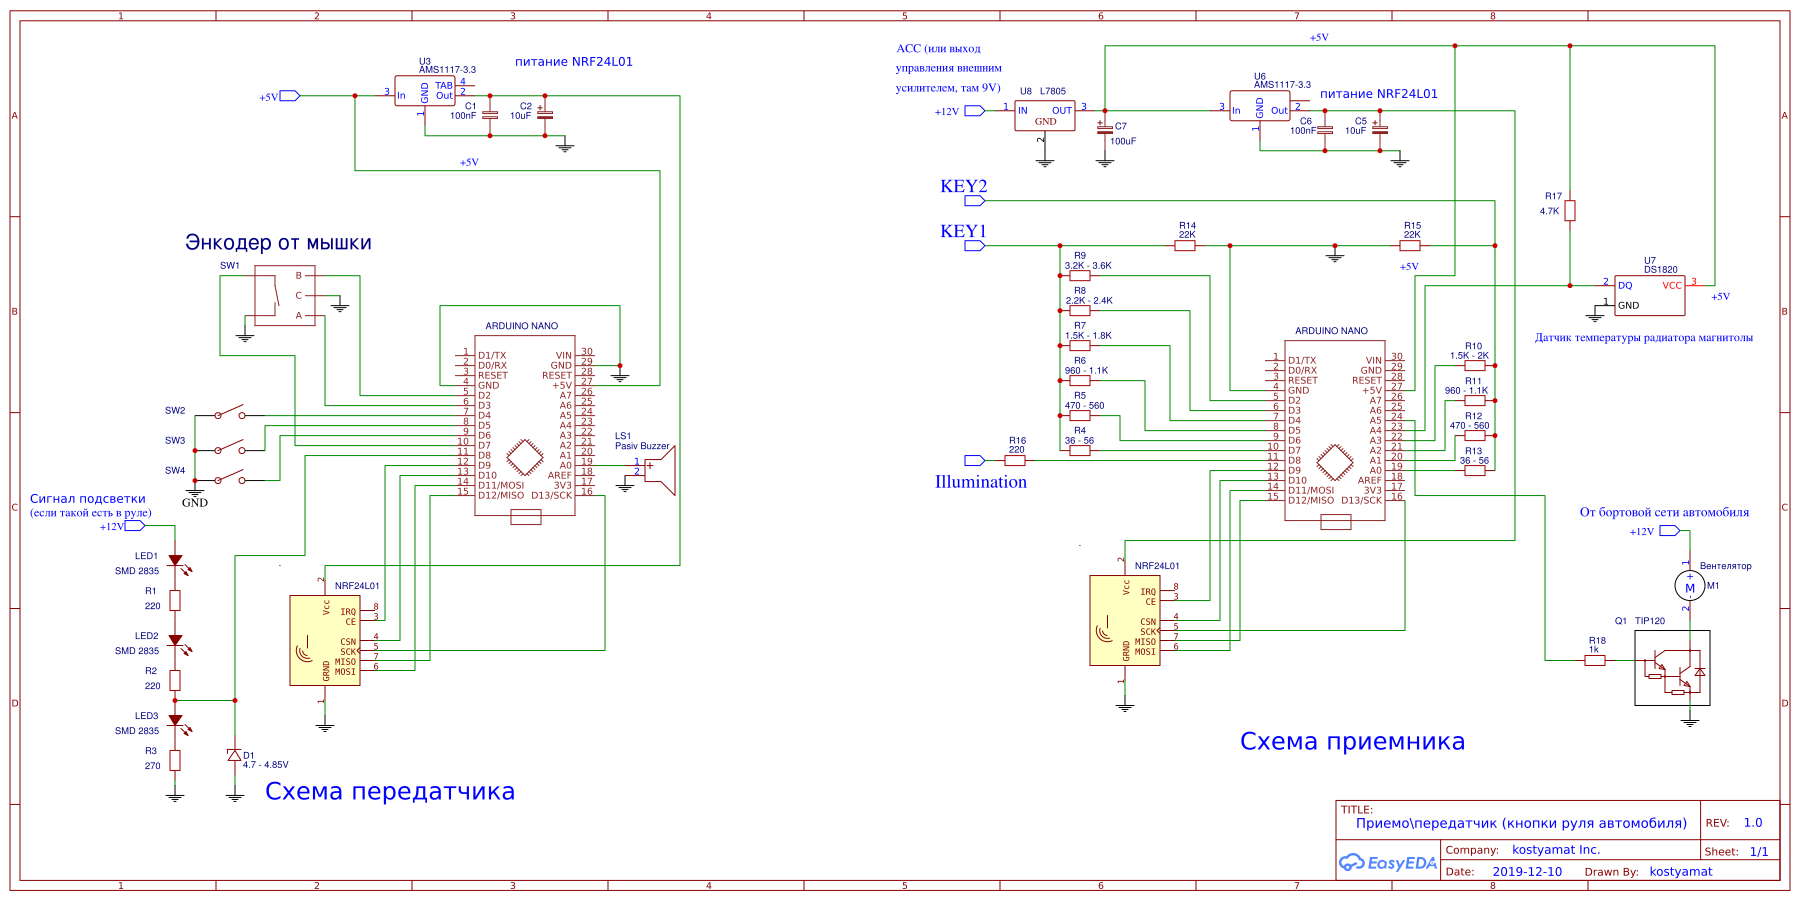 1 2 3 4 5 6 7 8
A
B
C
D
A
B
C
D
U3
AMS1117-3.3
питание NRF24L01
+5V
3 In
GND
TAB 4
Out 2
1
C1
100nF
C2
10uF
+5V
Энкодер от мышки
SW1
B
C
A
SW2
SW3
SW4
GND
ARDUINO NANO
1 D1/TX VIN 30
2 D0/RX GND 29
3 RESET RESET 28
4 GND +5V 27
5 D2 A7 26
6 D3 A6 25
7 D4 A5 24
8 D5 A4 23
9 D6 A3 22
10 D7 A2 21
11 D8 A1 20
12 D9 A0 19
13 D10 AREF 18
14 D11/MOSI 3V3 17
15 D12/MISO D13/SCK 16
LS1
Pasiv Buzzer
1
2
Сигнал подсветки
(если такой есть в руле)
+12V
LED1
SMD 2835
R1
220
LED2
SMD 2835
R2
220
LED3
SMD 2835
R3
270
D1
4.7 - 4.85V
NRF24L01
2
Vcc
IRQ 8
CE 3
CSN 4
SCK 5
MISO 7
MOSI 6
GRND
1
Схема передатчика
ACC (или выход
управления внешним
усилителем, там 9V)
+12V
U8 L7805
1 IN OUT 3
GND
2
C7
100uF
+5V
U6
AMS1117-3.3
питание NRF24L01
3 In
GND
Out 2
1
C6
100nF
C5
10uF
KEY2
KEY1
R14
22K
R15
22K
+5V
R17
4.7K
U7
DS1820
2 DQ VCC 3
1 GND
+5V
Датчик температуры радиатора магнитолы
R9
3.2K - 3.6K
R8
2.2K - 2.4K
R7
1.5K - 1.8K
R6
960 - 1.1K
R5
470 - 560
R4
36 - 56
R16
220
Illumination
ARDUINO NANO
1 D1/TX VIN 30
2 D0/RX GND 29
3 RESET RESET 28
4 GND +5V 27
5 D2 A7 26
6 D3 A6 25
7 D4 A5 24
8 D5 A4 23
9 D6 A3 22
10 D7 A2 21
11 D8 A1 20
12 D9 A0 19
13 D10 AREF 18
14 D11/MOSI 3V3 17
15 D12/MISO D13/SCK 16
R10
1.5K - 2K
R11
960 - 1.1K
R12
470 - 560
R13
36 - 56
NRF24L01
2
Vcc
IRQ 8
CE 3
CSN 4
SCK 5
MISO 7
MOSI 6
GRND
1
От бортовой сети автомобиля
+12V
1
Вентелятор
M M1
2
Q1 TIP120
R18
1k
Схема приемника
TITLE:
Приемо\передатчик (кнопки руля автомобиля)
REV: 1.0
EasyEDA
Company: kostyamat Inc.
Sheet: 1/1
Date: 2019-12-10 Drawn By: kostyamat
1 2 3 4 5 6 7 8